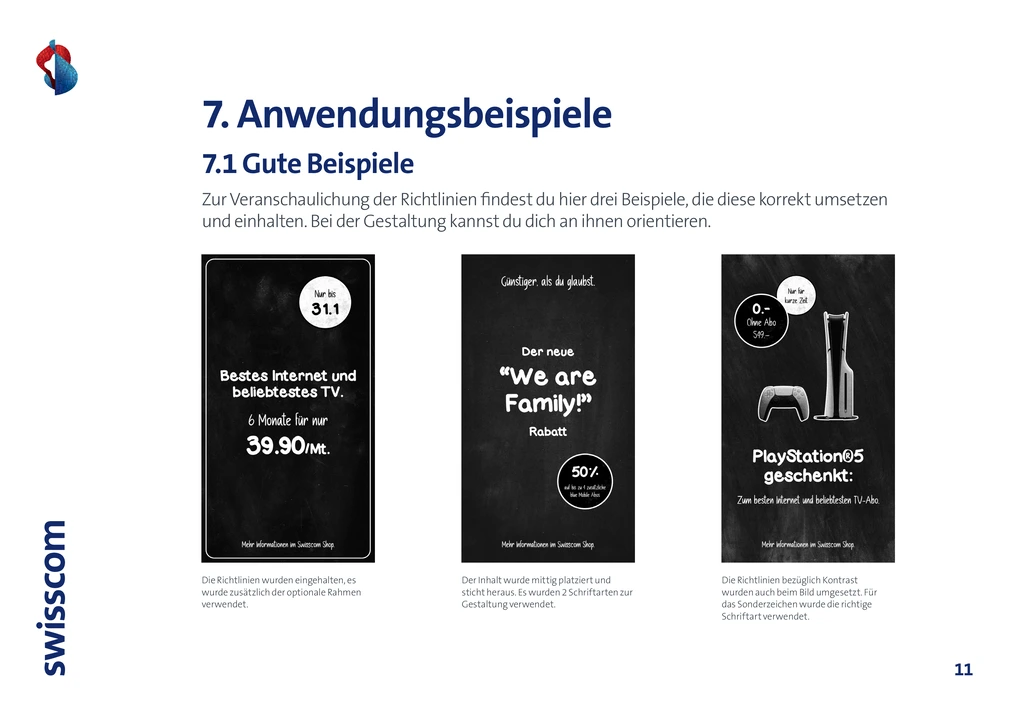 7. Anwendungsbeispiele
7.1 Gute Beispiele
Zur Veranschaulichung der Richtlinien findest du hier drei Beispiele, die diese korrekt umsetzen
und einhalten. Bei der Gestaltung kannst du dich an ihnen orientieren.
Nur bis
31.1
Bestes Internet und
beliebtestes TV.
6 Monate für nur
39.90/Mt.
Mehr Informationen im Swisscom Shop.
Die Richtlinien wurden eingehalten, es
wurde zusätzlich der optionale Rahmen
verwendet.
Günstiger, als du glaubst.
Der neue
“We are
Family!”
Rabatt
50%
auf bis zu 4 zusätzliche
blue Mobile Abos
Mehr Informationen im Swisscom Shop.
Der Inhalt wurde mittig platziert und
sticht heraus. Es wurden 2 Schriftarten zur
Gestaltung verwendet.
Nur für
kurze Zeit
0.-
Ohne Abo
549.-
PlayStation®5
geschenkt:
Zum besten Internet und beliebtesten TV-Abo.
Mehr Informationen im Swisscom Shop.
Die Richtlinien bezüglich Kontrast
wurden auch beim Bild umgesetzt. Für
das Sonderzeichen wurde die richtige
Schriftart verwendet.
swisscom
11